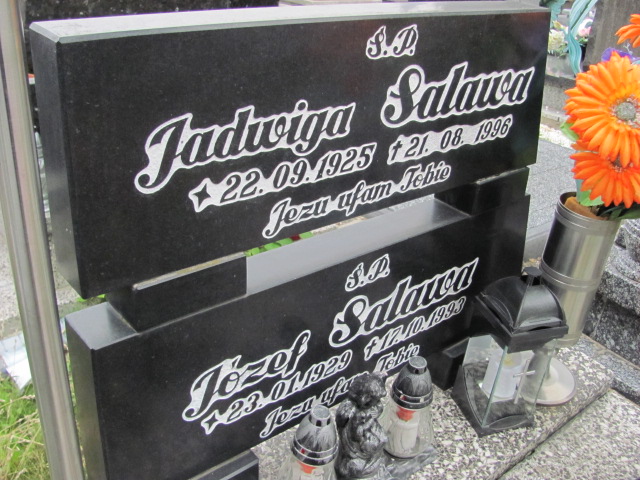 Ś.P.
Jadwiga Salawa
22.09.1925 † 21.08.1996
Jezu ufam Tobie
Ś.P.
Józef Salawa
23.01.1929 † 17.10.1993
Jezu ufam Tobie